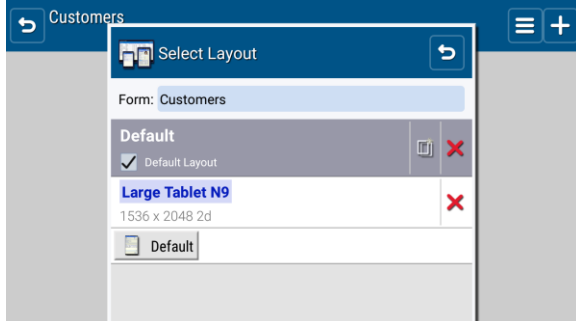 Customers
Select Layout
Form: Customers
Default
Default Layout
Large Tablet N9
1536 x 2048 2d
Default